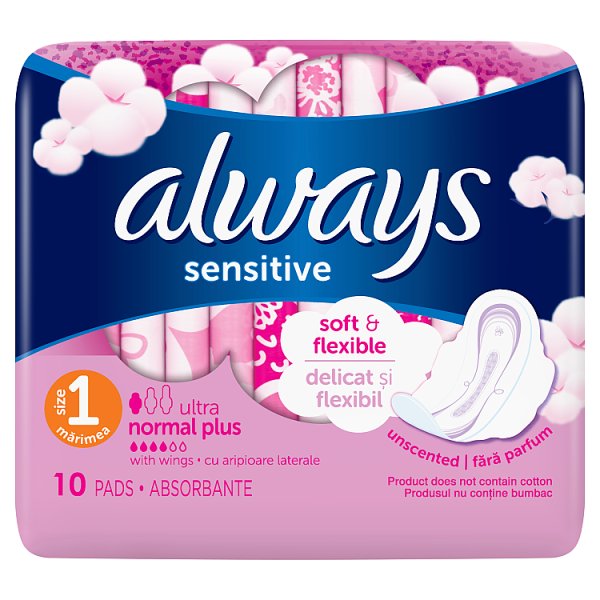 always
sensitive
soft &
flexible
delicat și
flexibil
size
1
mărimea
ultra
normal plus
with wings • cu aripioare laterale
10 PADS • ABSORBANTE
unscented | fără parfum
Product does not contain cotton
Produsul nu conține bumbac